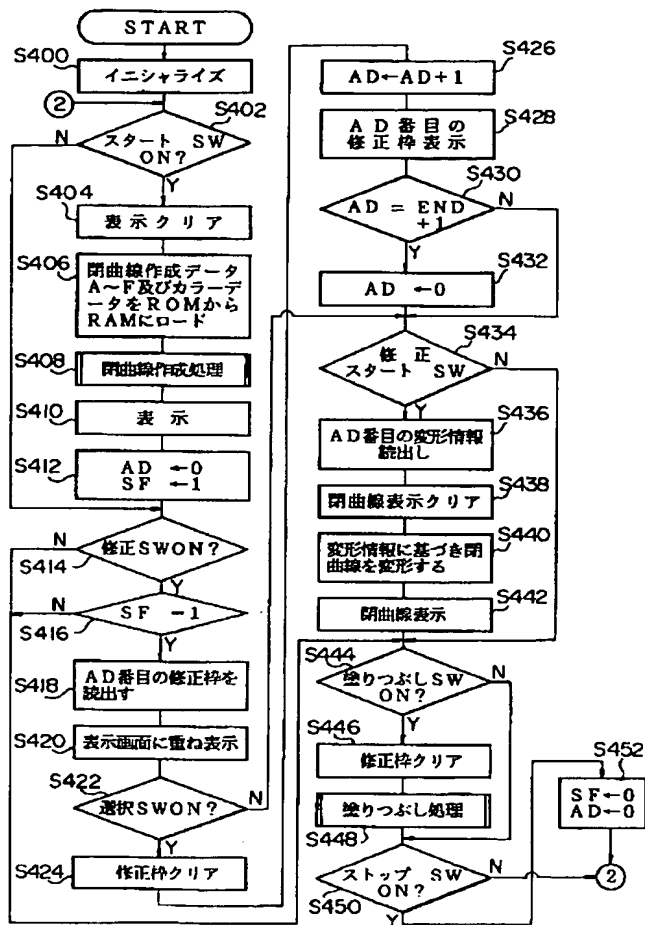 START
S400
イニシャライズ
②
S402
スタート SW
ON?
N
Y
S404
表示クリア
S406
閉曲線作成データ
A～F及びカラーデ
ータをROMから
RAMにロード
S408
閉曲線作成処理
S410
表示
S412
AD ←0
SF ←1
N
修正SWON?
S414
Y
N
SF -1
S416
Y
S418
AD番目の修正枠を
読出す
S420
表示画面に重ね表示
S422
選択SWON?
N
Y
S424
修正枠クリア
S426
AD←AD+1
S428
AD番目の
修正枠表示
S430
AD = END
+1
N
Y
S432
AD ←0
S434
修正
スタート SW
N
Y
S436
AD番目の変形情報
読出し
S438
閉曲線表示クリア
S440
変形情報に基づき閉
曲線を変形する
S442
閉曲線表示
S444
塗りつぶしSW
ON?
N
Y
S446
修正枠クリア
塗りつぶし処理
S448
ストップ SW
ON?
N
S450
Y
S452
SF←0
AD←0
②